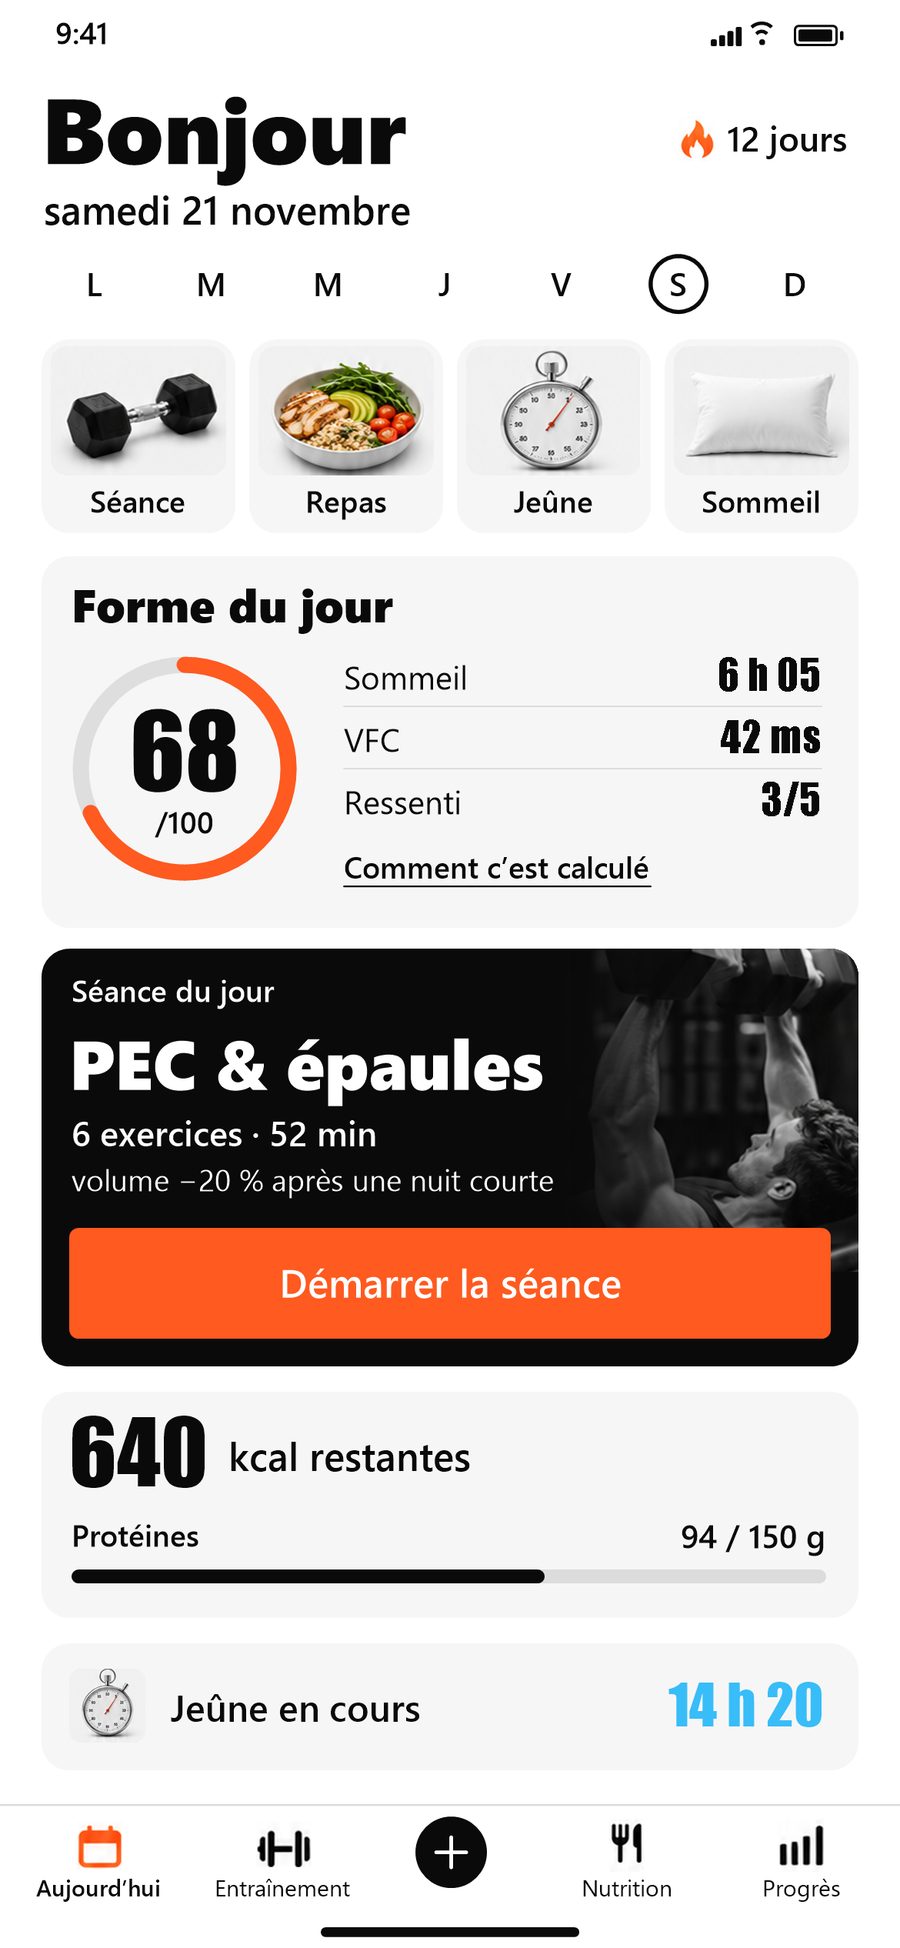 9:41
Bonjour
12 jours
samedi 21 novembre
L M M J V S D
Séance Repas Jeûne Sommeil
Forme du jour
68
/100
Sommeil 6 h 05
VFC 42 ms
Ressenti 3/5
Comment c’est calculé
Séance du jour
PEC & épaules
6 exercices · 52 min
volume −20 % après une nuit courte
Démarrer la séance
640 kcal restantes
Protéines 94 / 150 g
Jeûne en cours 14 h 20
Aujourd’hui Entraînement Nutrition Progrès